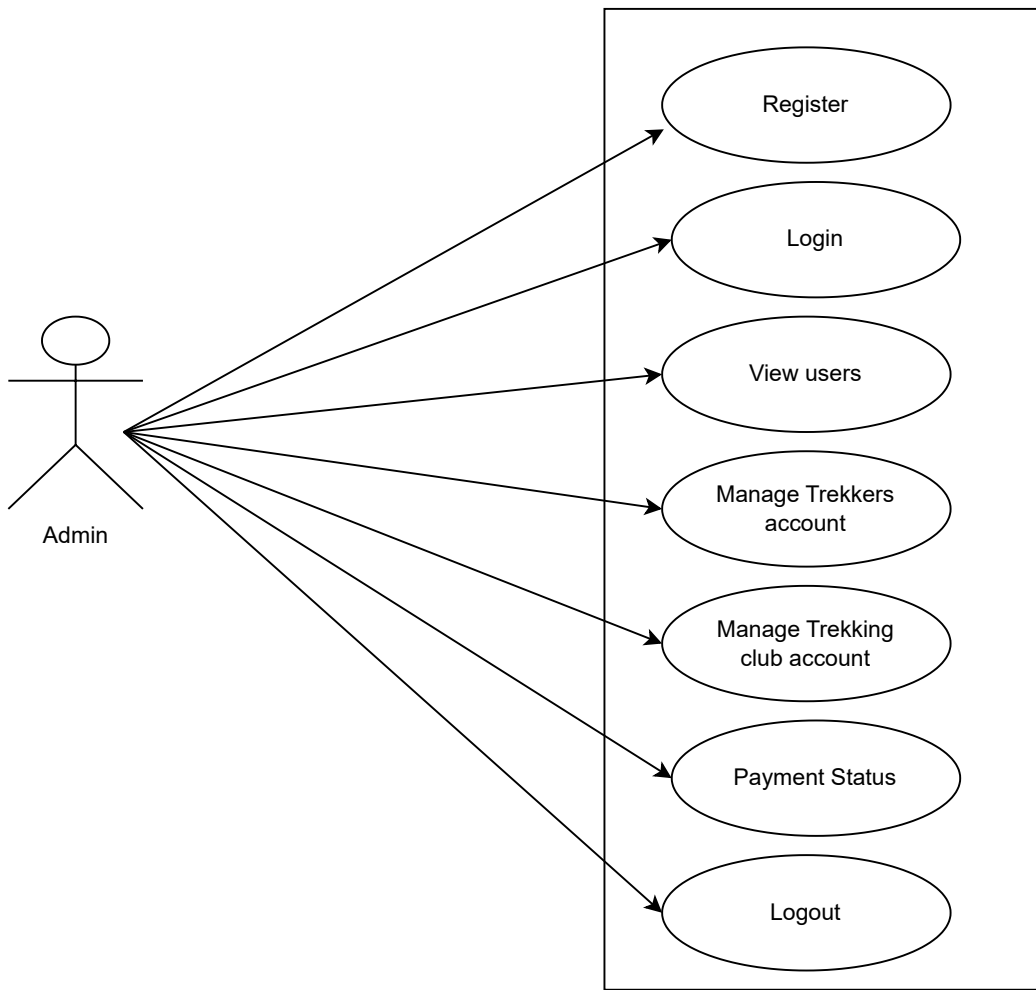 Register
Login
View users
Manage Trekkers
account
Admin
Manage Trekking
club account
Payment Status
Logout